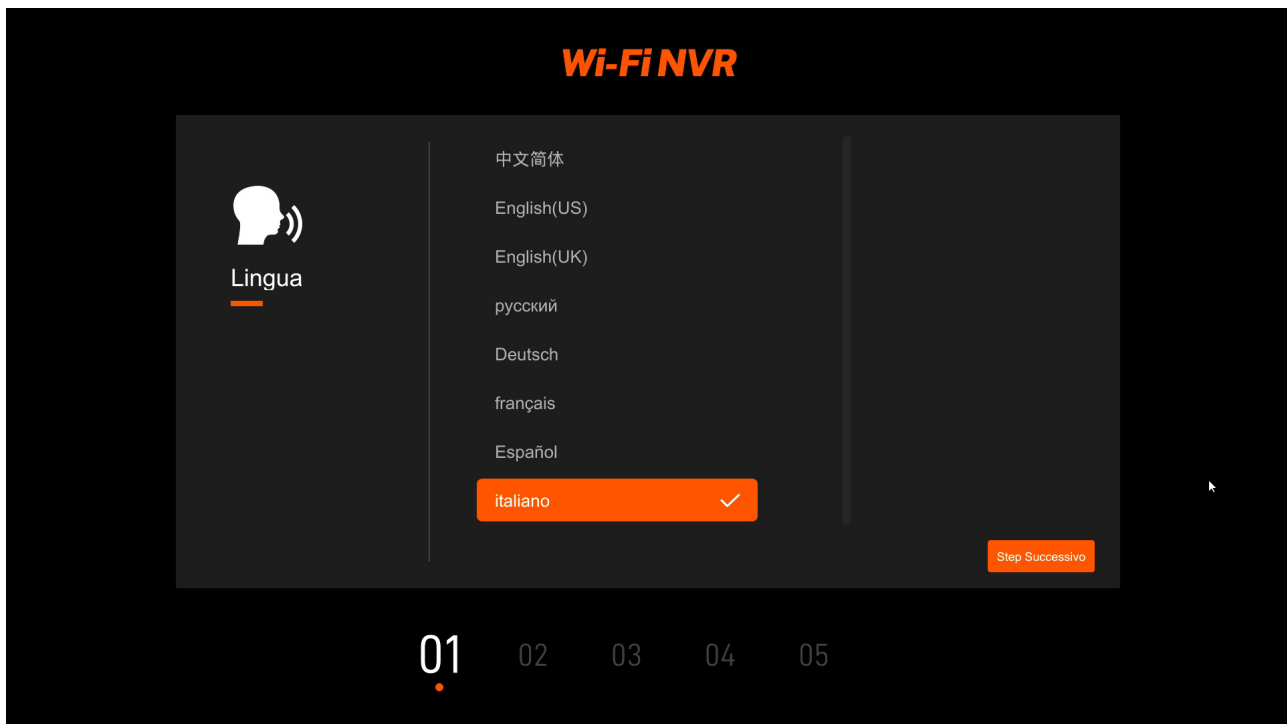 Wi-Fi NVR
Lingua
中文简体
English(US)
English(UK)
русский
Deutsch
français
Español
italiano
Step Successivo
01 02 03 04 05